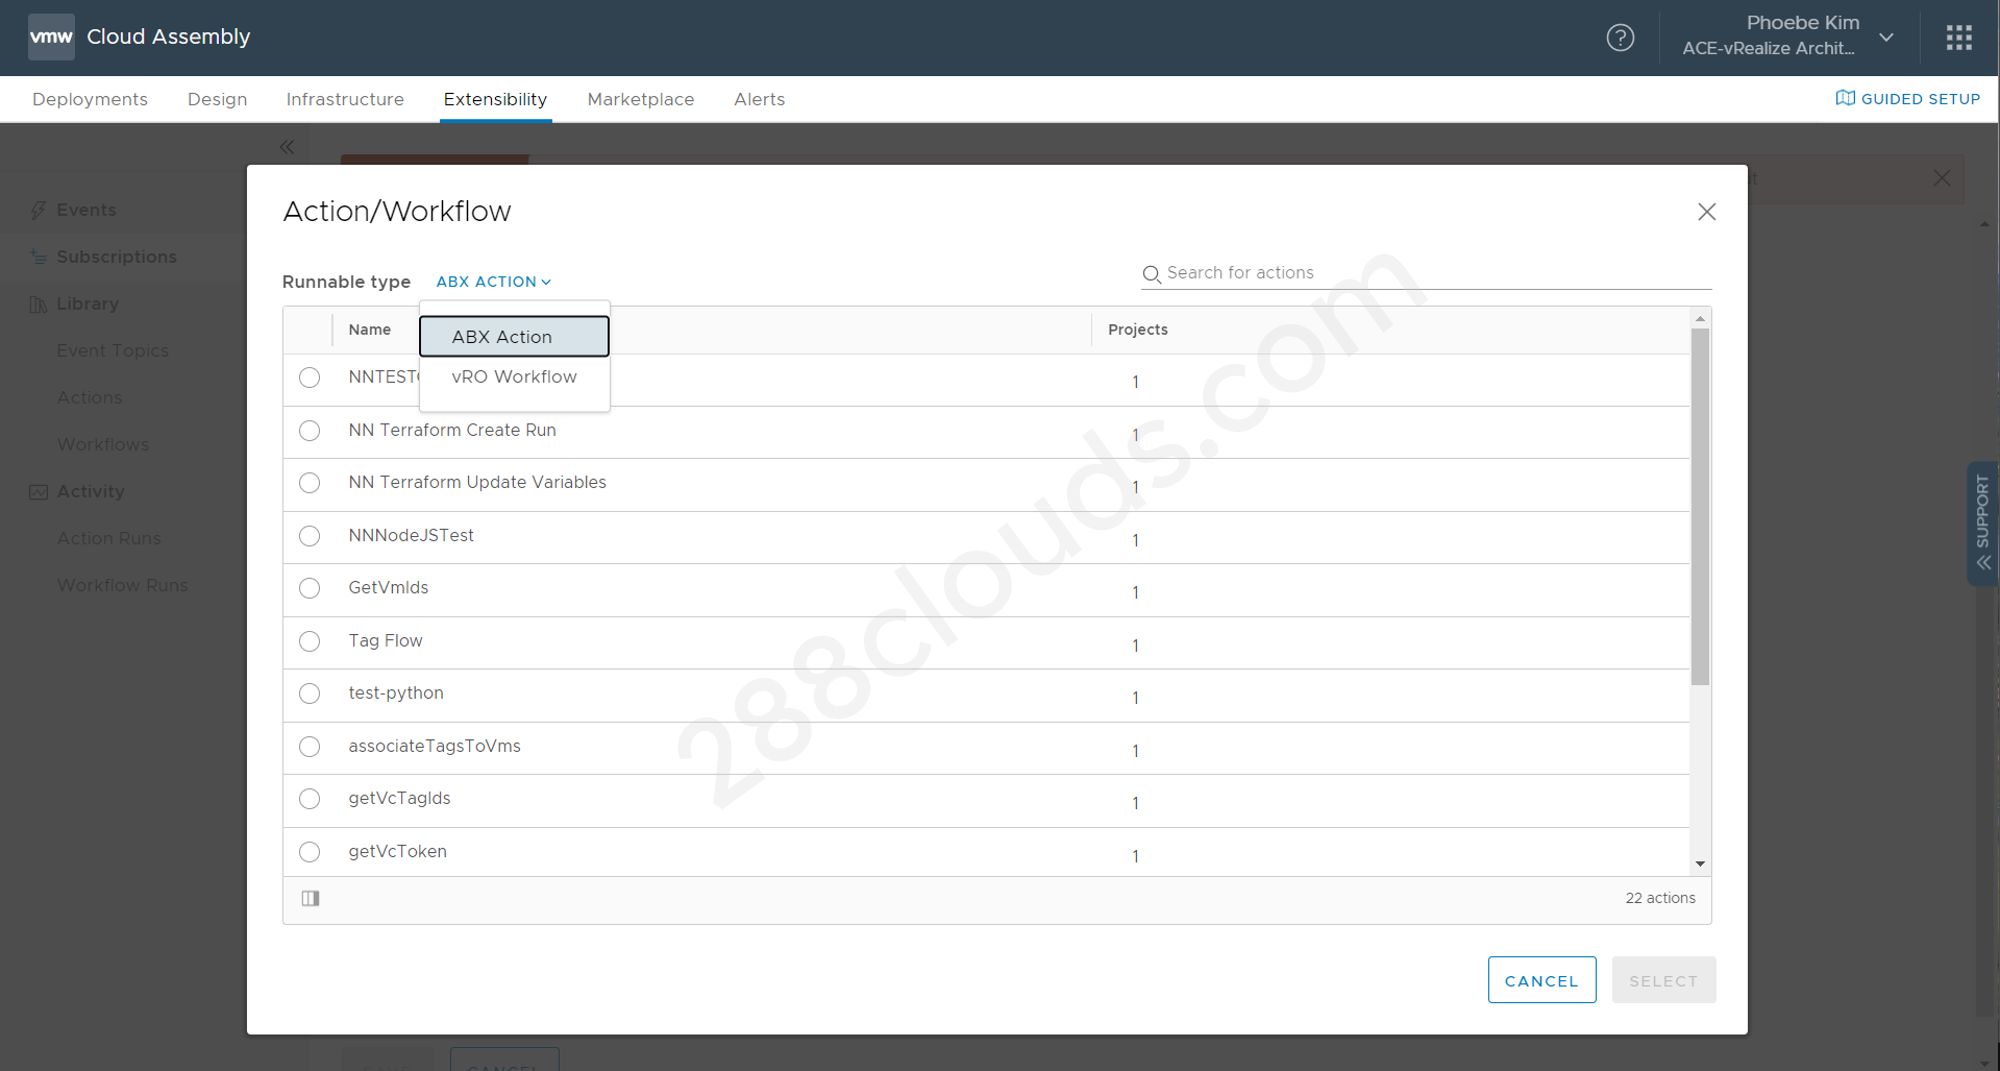 vmw Cloud Assembly
Phoebe Kim
ACE-vRealize Archit...
Deployments Design Infrastructure Extensibility Marketplace Alerts
GUIDED SETUP
Events
Subscriptions
Library
Event Topics
Actions
Workflows
Activity
Action Runs
Workflow Runs
Action/Workflow
Runnable type ABX ACTION
Search for actions
ABX Action
vRO Workflow
Name Projects
NNTEST 1
NN Terraform Create Run 1
NN Terraform Update Variables 1
NNNodeJSTest 1
GetVmIds 1
Tag Flow 1
test-python 1
associateTagsToVms 1
getVcTagIds 1
getVcToken 1
22 actions
CANCEL SELECT
SUPPORT
288clouds.com
CANCEL